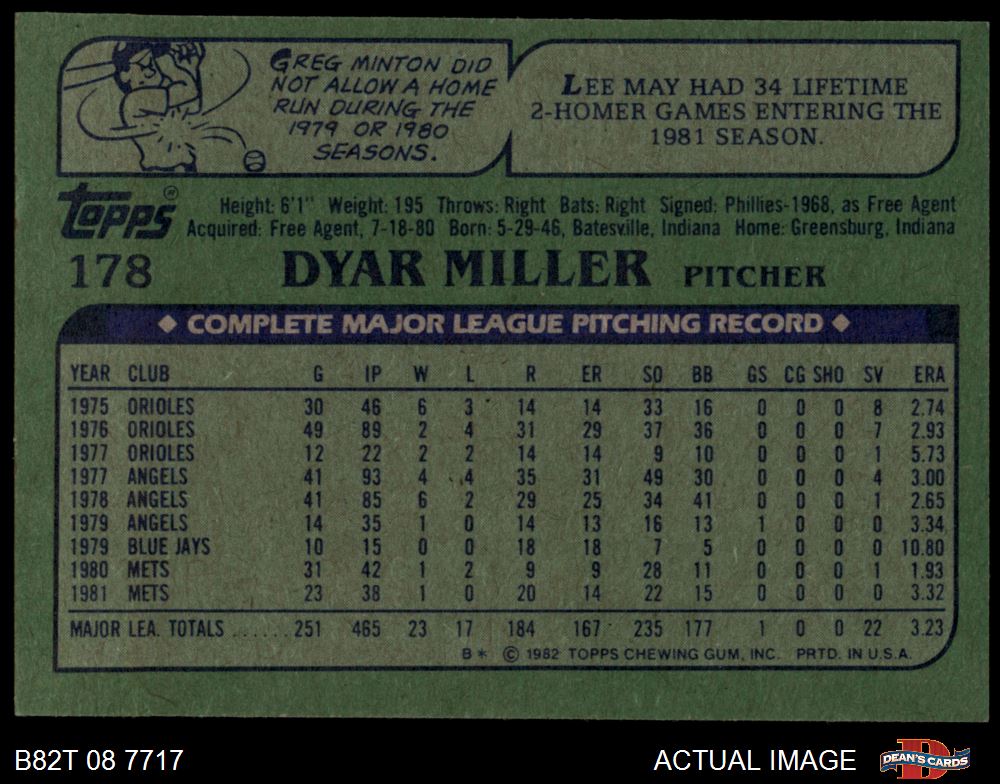 GREG MINTON DID
NOT ALLOW A HOME
RUN DURING THE
1979 OR 1980
SEASONS.
LEE MAY HAD 34 LIFETIME
2-HOMER GAMES ENTERING THE
1981 SEASON.
Topps®
Height: 6'1" Weight: 195 Throws: Right Bats: Right Signed: Phillies-1968, as Free Agent
Acquired: Free Agent, 7-18-80 Born: 5-29-46, Batesville, Indiana Home: Greensburg, Indiana
178 DYAR MILLER PITCHER
◆ COMPLETE MAJOR LEAGUE PITCHING RECORD ◆
YEAR CLUB G IP W L R ER SO BB GS CG SHO SV ERA
1975 ORIOLES 30 46 6 3 14 14 33 16 0 0 0 8 2.74
1976 ORIOLES 49 89 2 4 31 29 37 36 0 0 0 7 2.93
1977 ORIOLES 12 22 2 2 14 14 9 10 0 0 0 1 5.73
1977 ANGELS 41 93 4 4 35 31 49 30 0 0 0 4 3.00
1978 ANGELS 41 85 6 2 29 25 34 41 0 0 0 1 2.65
1979 ANGELS 14 35 1 0 14 13 16 13 1 0 0 0 3.34
1979 BLUE JAYS 10 15 0 0 18 18 7 5 0 0 0 0 10.80
1980 METS 31 42 1 2 9 9 28 11 0 0 0 1 1.93
1981 METS 23 38 1 0 20 14 22 15 0 0 0 0 3.32
MAJOR LEA. TOTALS ...... 251 465 23 17 184 167 235 177 1 0 0 22 3.23
B* © 1982 TOPPS CHEWING GUM, INC. PRTD. IN U.S.A.
B82T 08 7717
ACTUAL IMAGE
D
DEAN'S CARDS